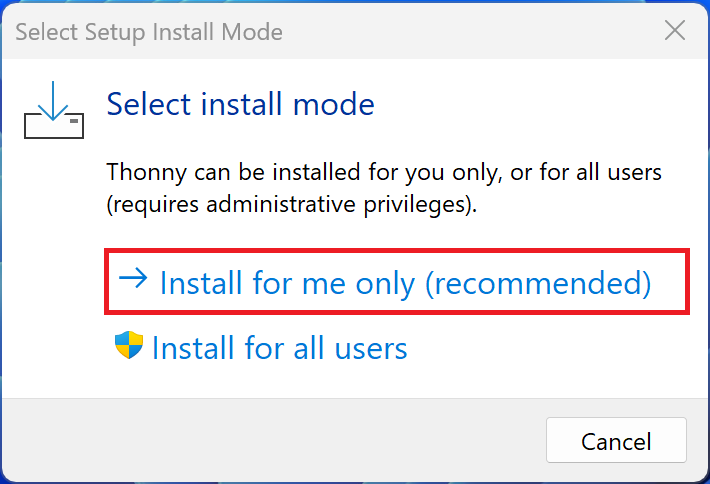 Select Setup Install Mode
Select install mode
Thonny can be installed for you only, or for all users
(requires administrative privileges).
Install for me only (recommended)
Install for all users
Cancel